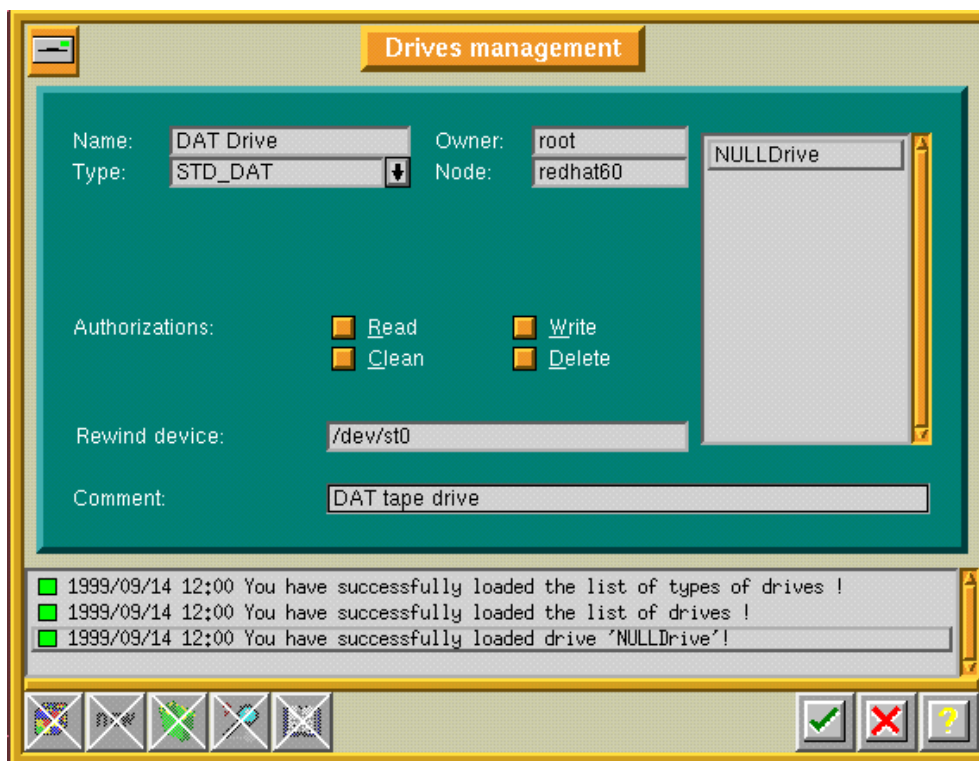 Drives management
Name: DAT Drive Owner: root
Type: STD_DAT Node: redhat60
NULLDrive
Authorizations: Read Write
Clean Delete
Rewind device: /dev/st0
Comment: DAT tape drive
1999/09/14 12:00 You have successfully loaded the list of types of drives !
1999/09/14 12:00 You have successfully loaded the list of drives !
1999/09/14 12:00 You have successfully loaded drive 'NULLDrive'!
?